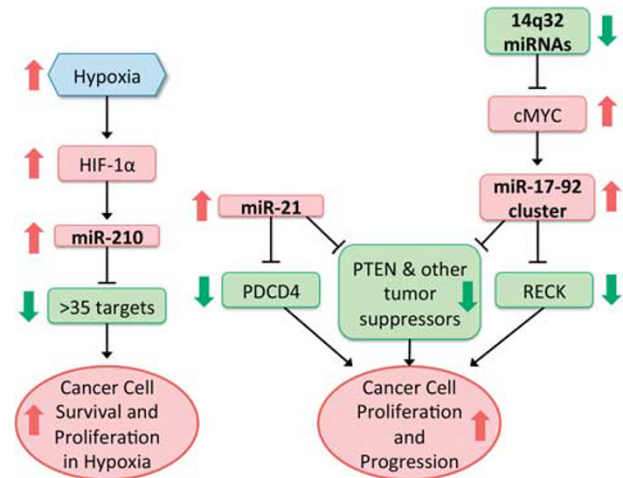 Hypoxia
HIF-1α
miR-210
>35 targets
Cancer Cell
Survival and
Proliferation
in Hypoxia
14q32
miRNAs
cMYC
miR-17-92
cluster
miR-21
PDCD4
PTEN & other
tumor
suppressors
RECK
Cancer Cell
Proliferation
and
Progression